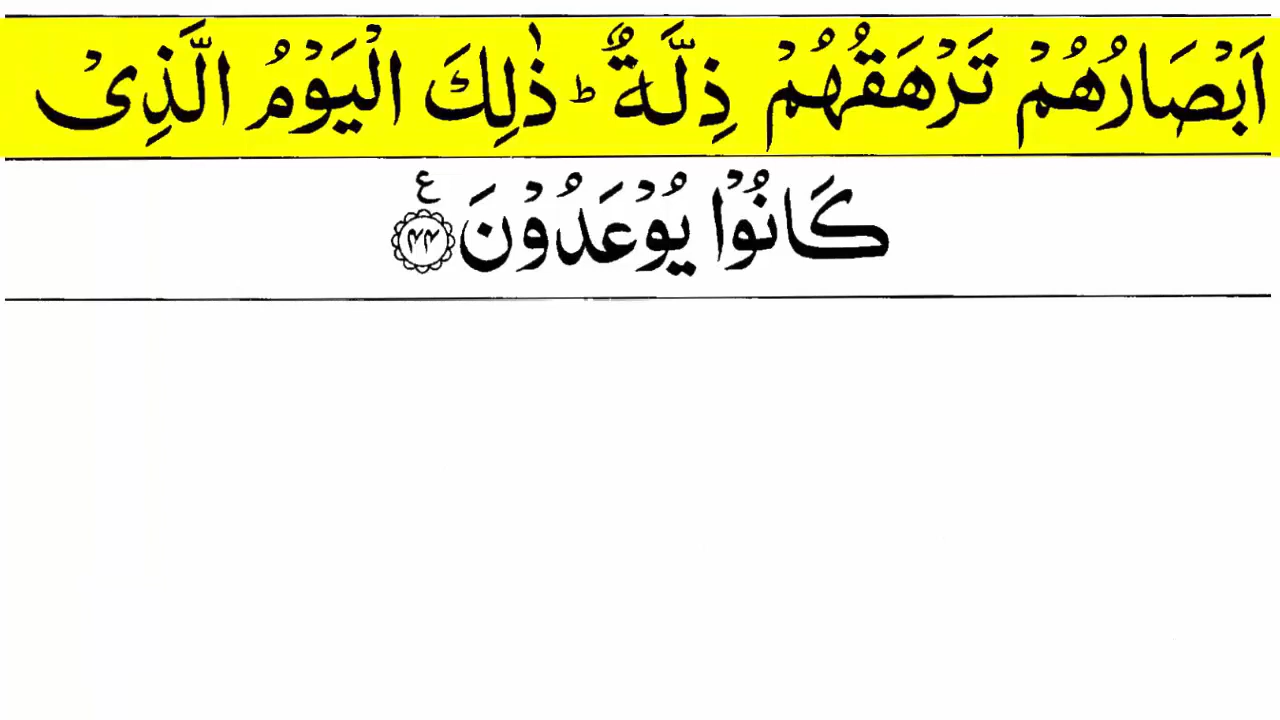 اَبْصَارُهُمْ تَرْهَقُهُمْ ذِلَّةٌ ؕ ذٰلِكَ الْيَوْمُ الَّذِیْ
كَانُوْا يُوْعَدُوْنَ ۝۴۴ ع